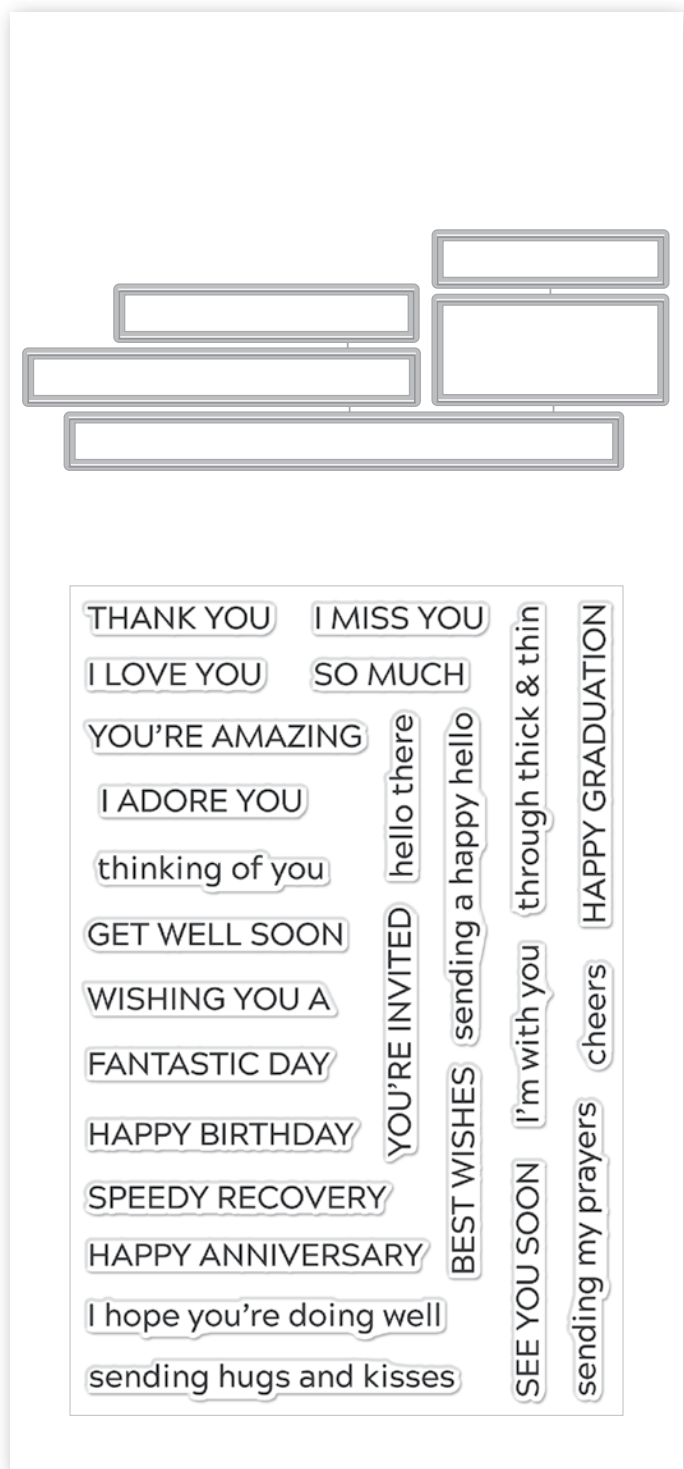 THANK YOU
I MISS YOU
I LOVE YOU
SO MUCH
YOU’RE AMAZING
I ADORE YOU
thinking of you
GET WELL SOON
WISHING YOU A
FANTASTIC DAY
HAPPY BIRTHDAY
SPEEDY RECOVERY
HAPPY ANNIVERSARY
I hope you’re doing well
sending hugs and kisses
hello there
YOU’RE INVITED
sending a happy hello
BEST WISHES
through thick & thin
I’m with you
SEE YOU SOON
HAPPY GRADUATION
cheers
sending my prayers